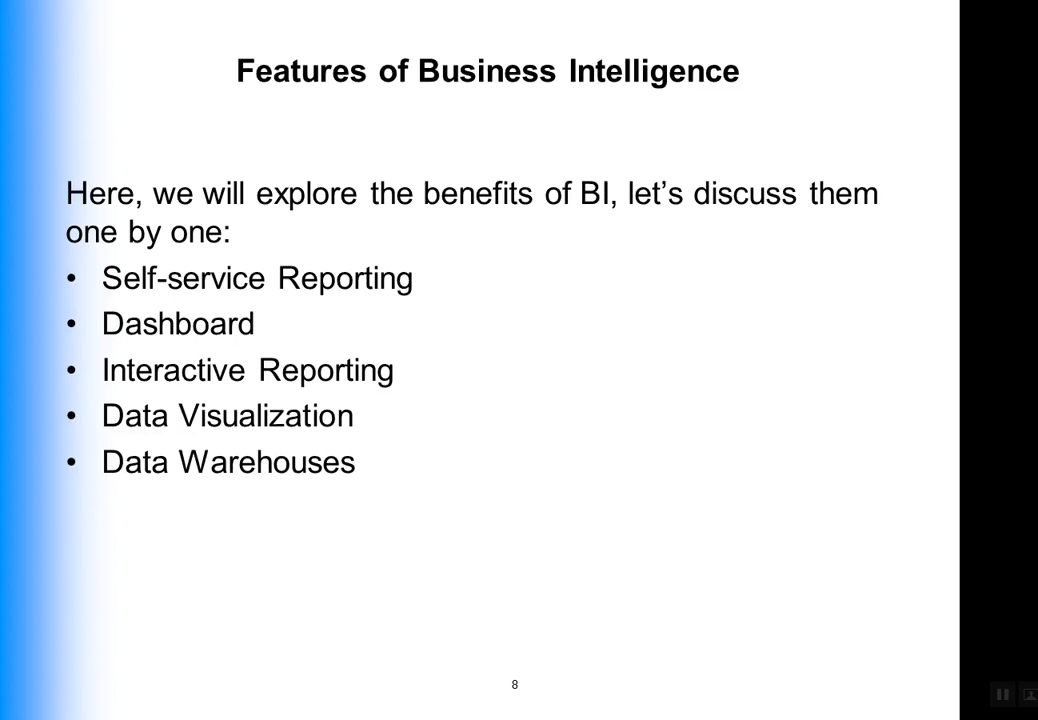 Features of Business Intelligence
Here, we will explore the benefits of BI, let’s discuss them
one by one:
• Self-service Reporting
• Dashboard
• Interactive Reporting
• Data Visualization
• Data Warehouses
8